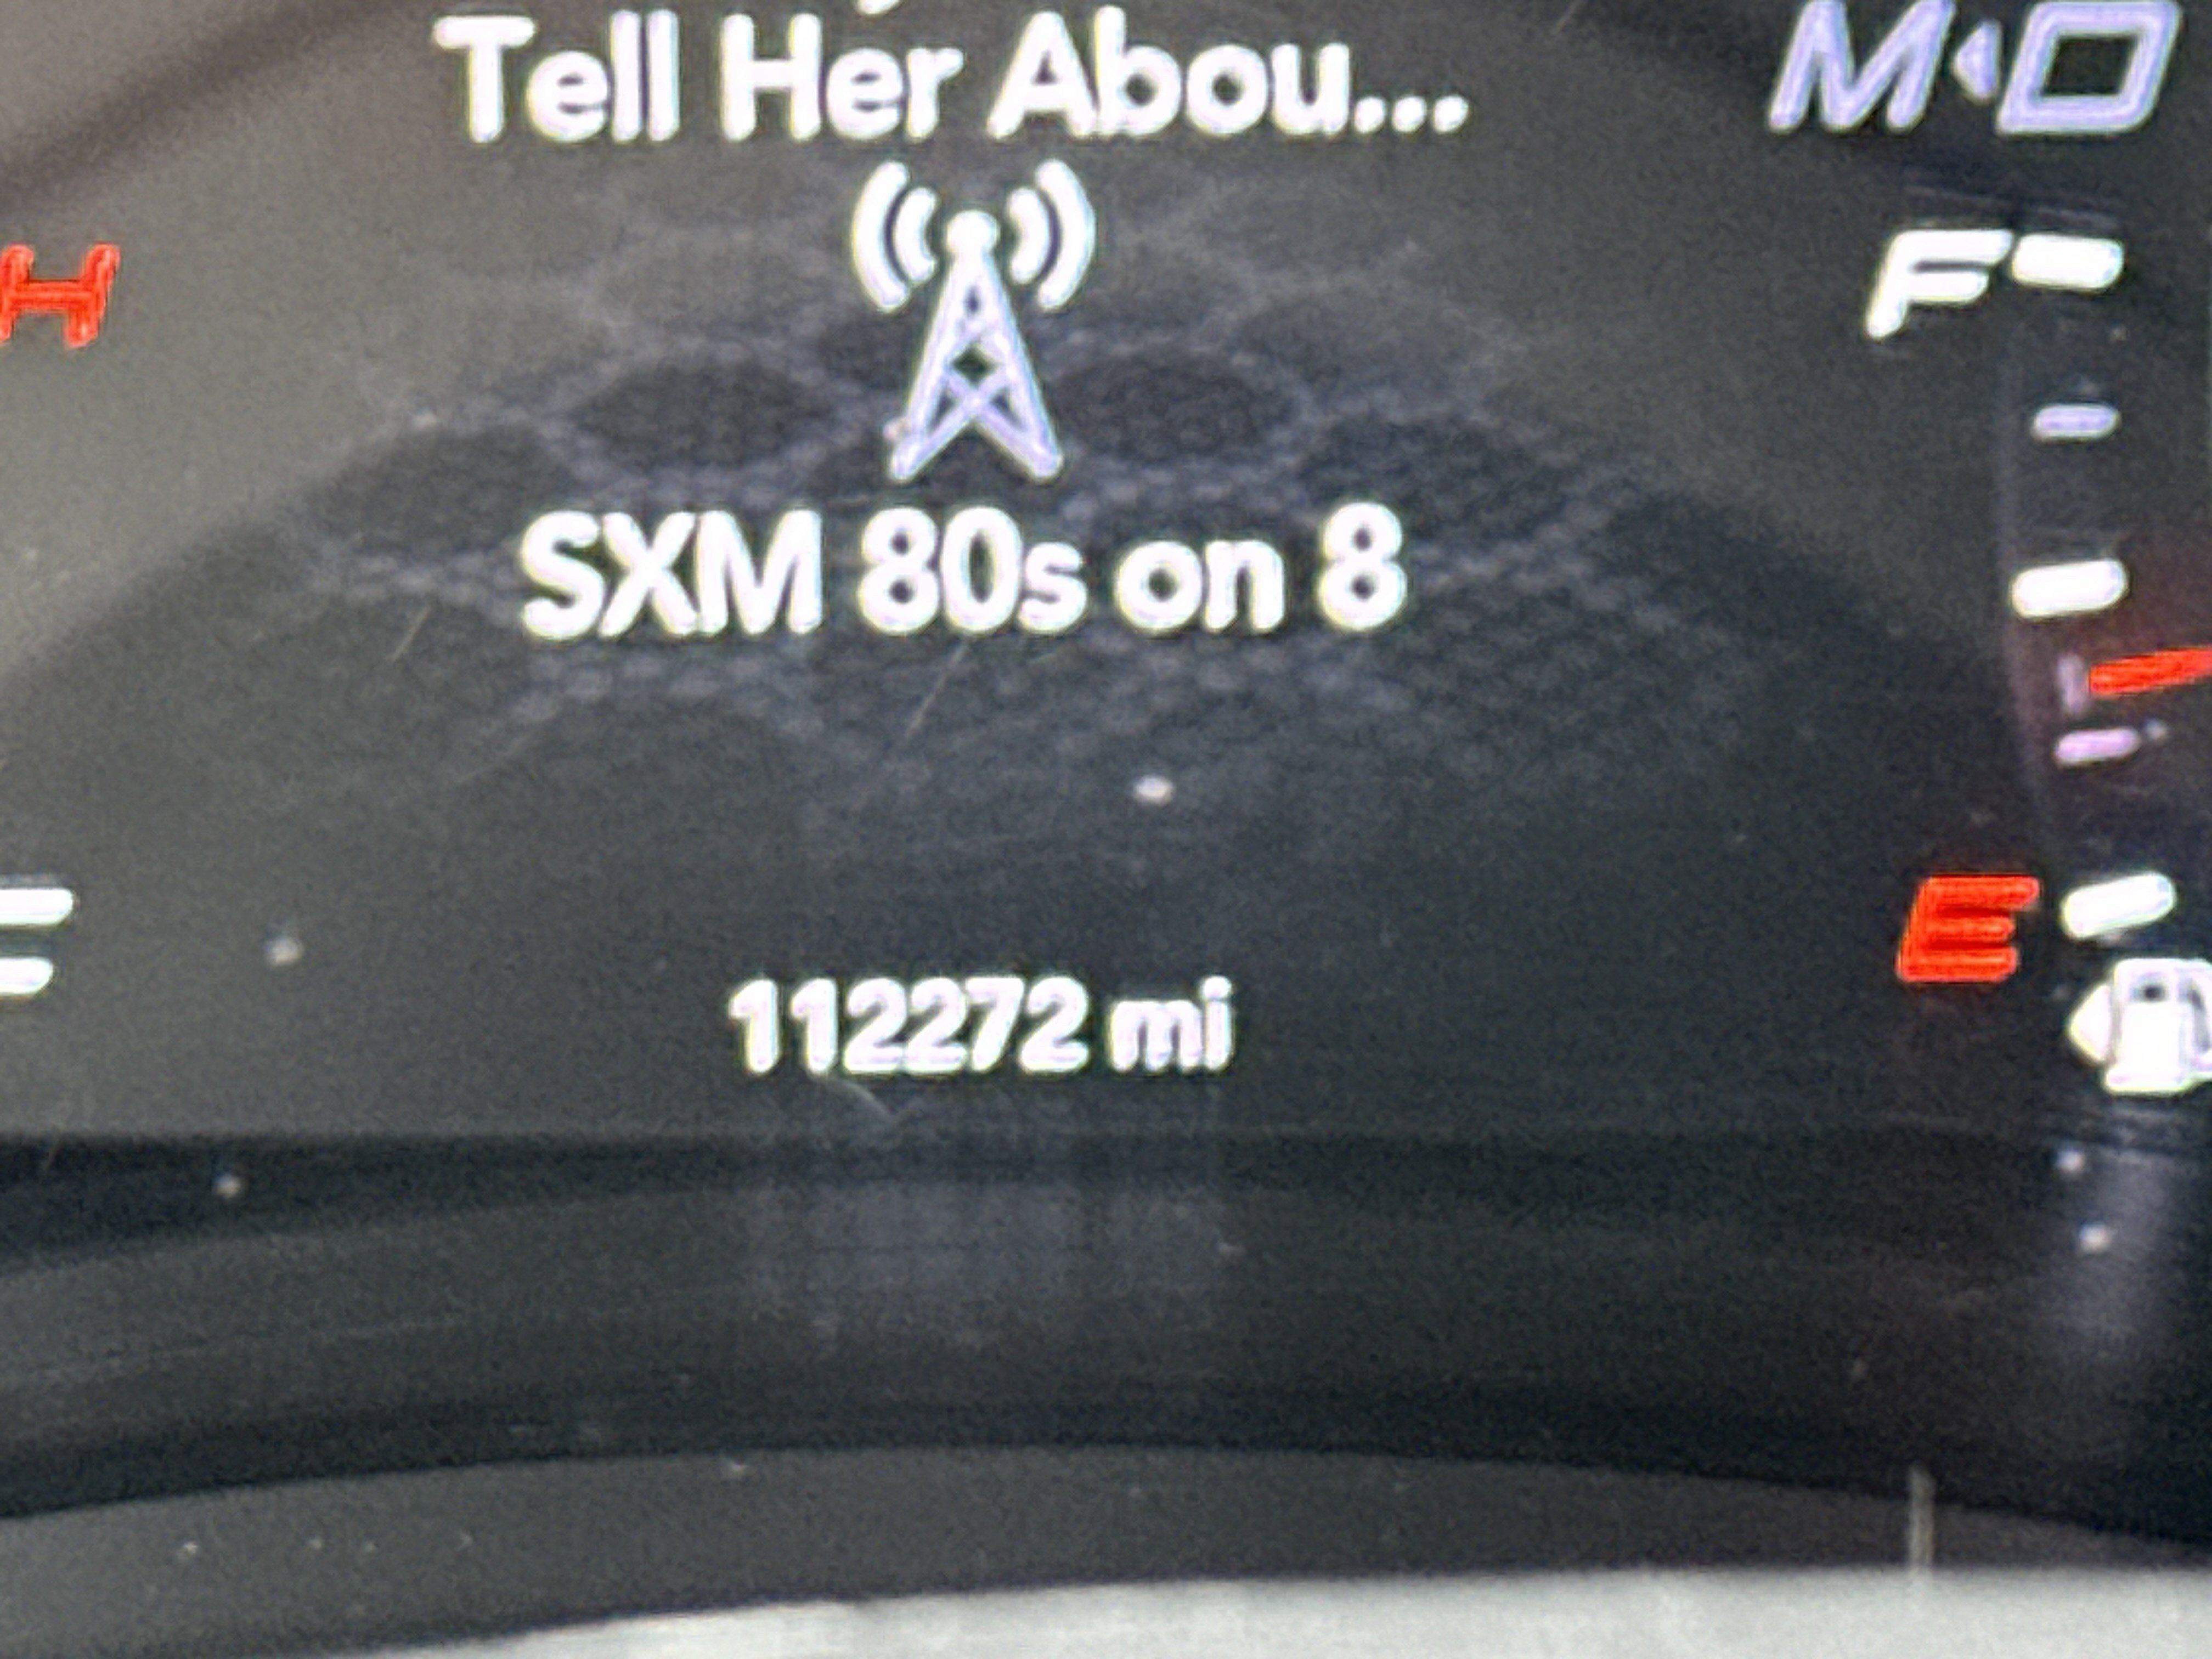 Tell Her Abou...
M D
H
F
SXM 80s on 8
E
112272 mi